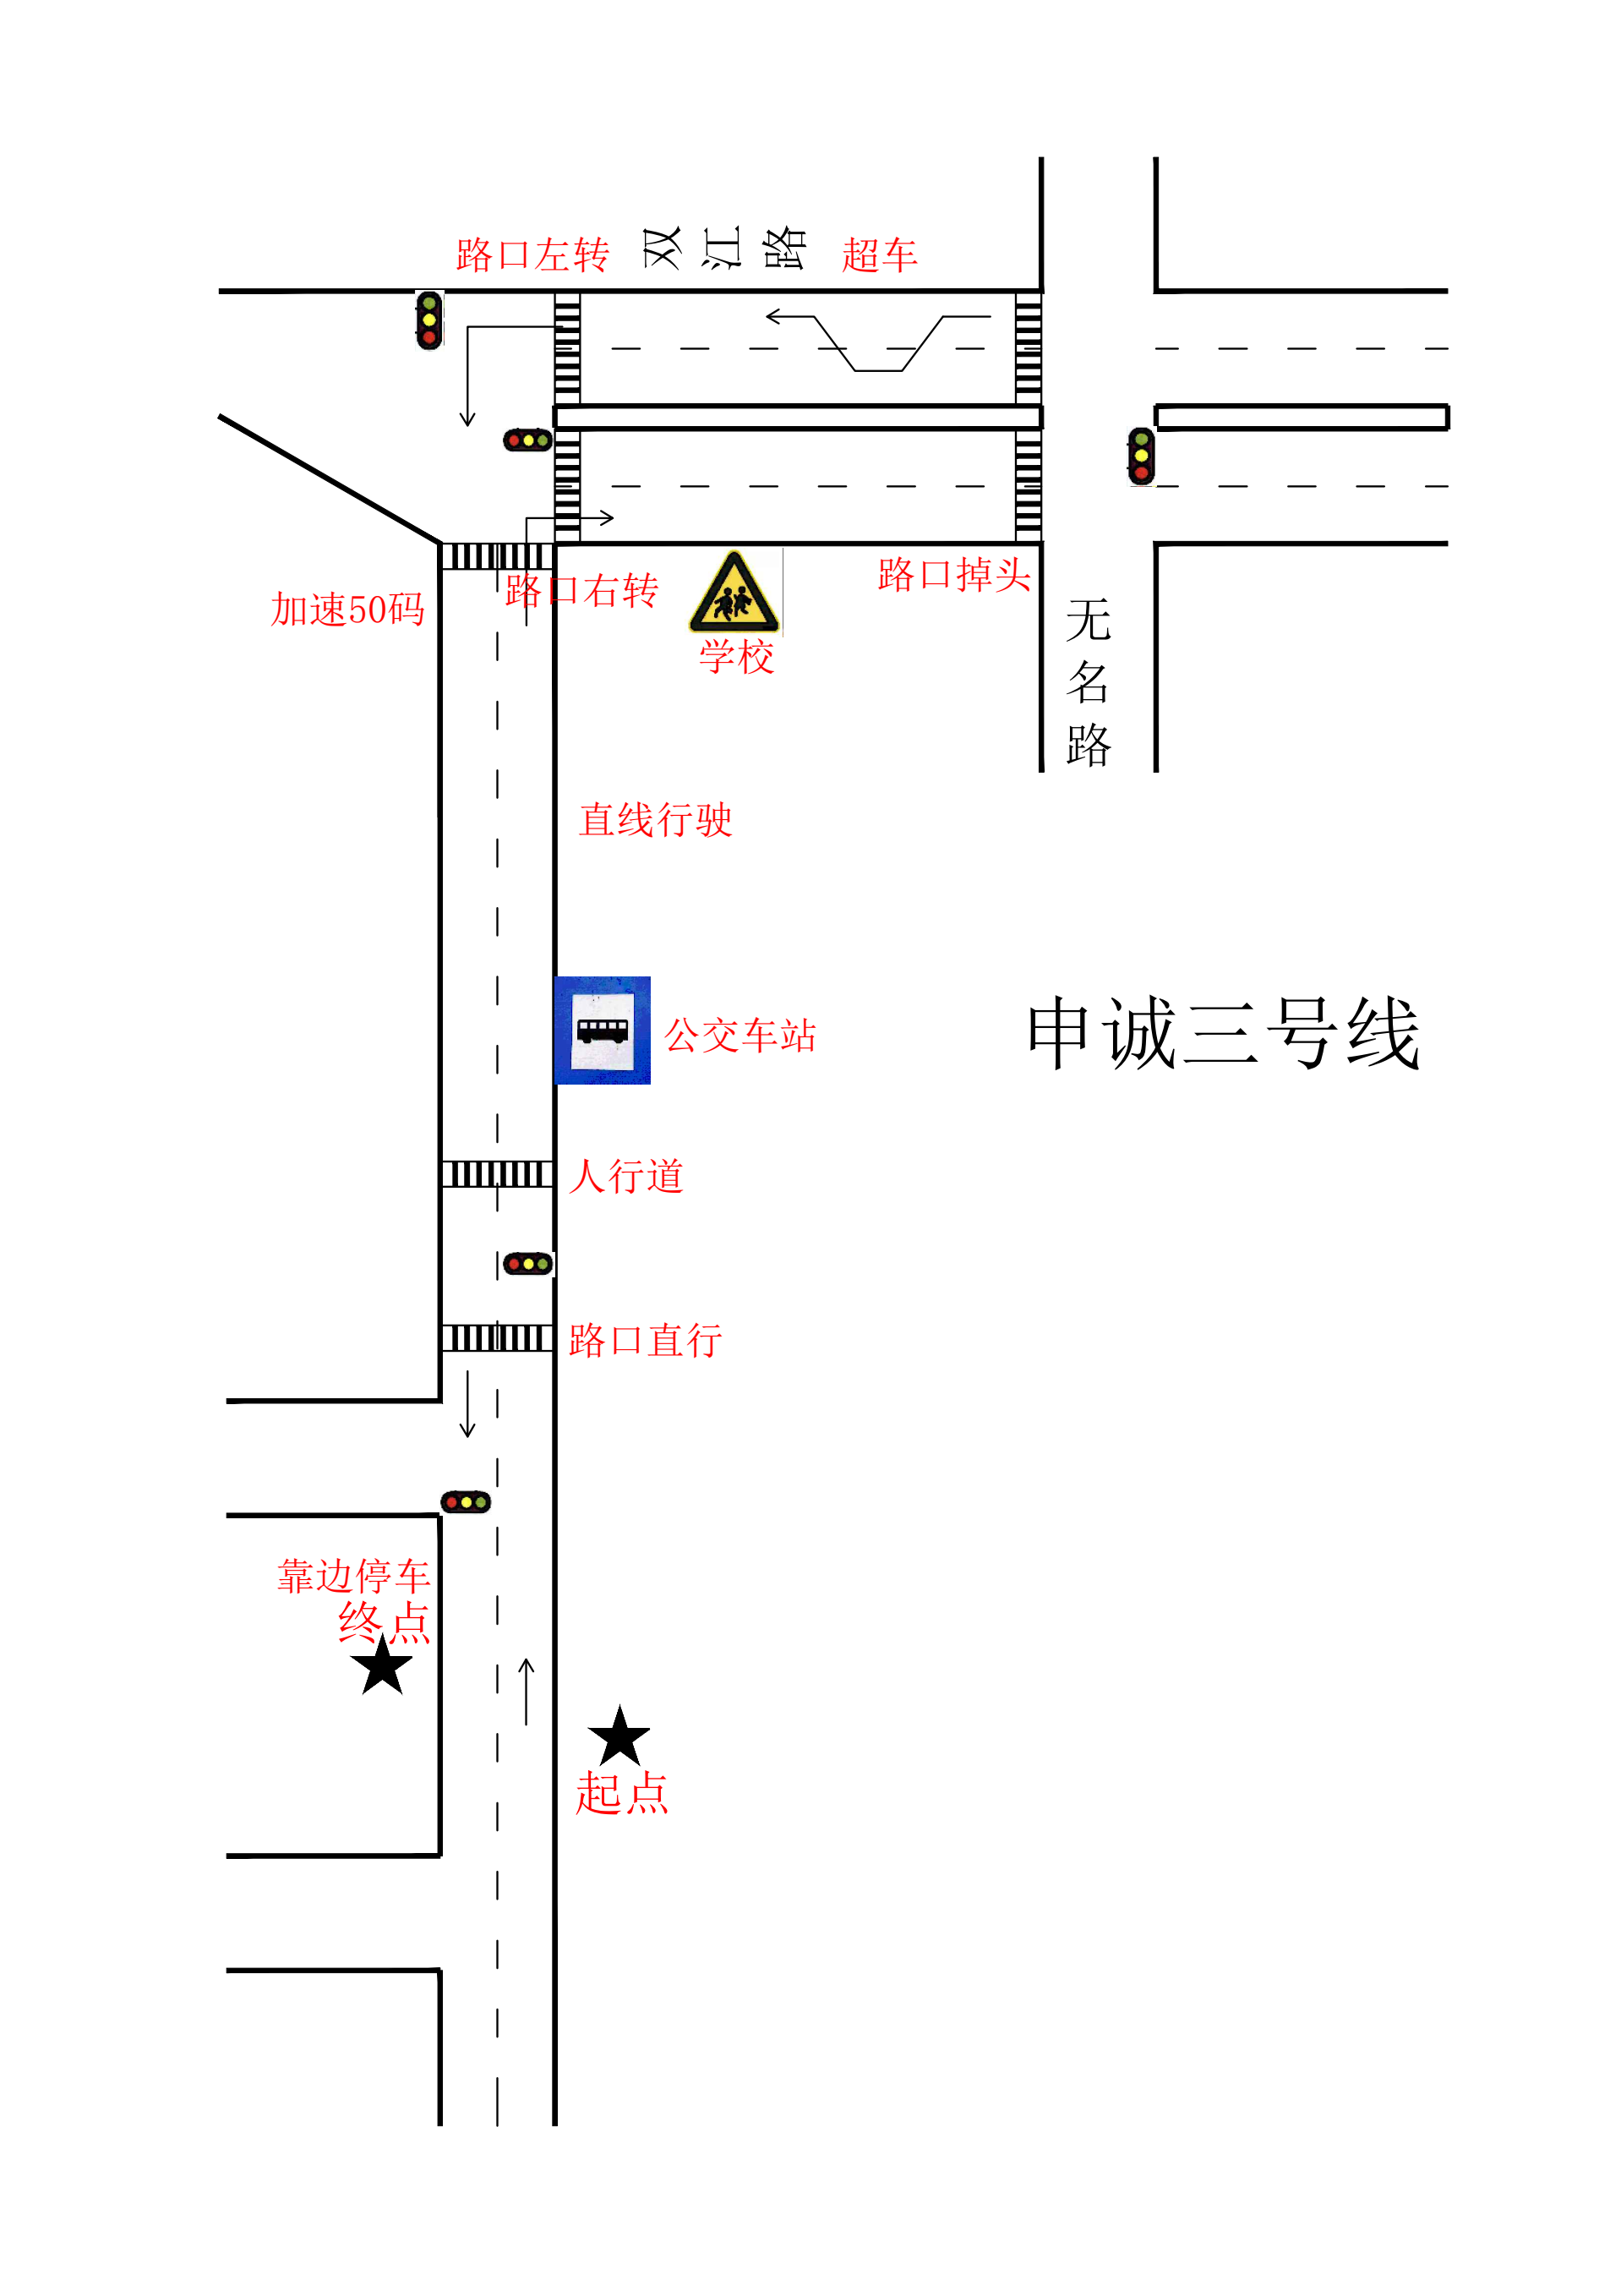 路口左转
双江路
超车
加速50码
路口右转
学校
路口掉头
无名路
直线行驶
公交车站
申诚三号线
人行道
路口直行
靠边停车
终点
起点